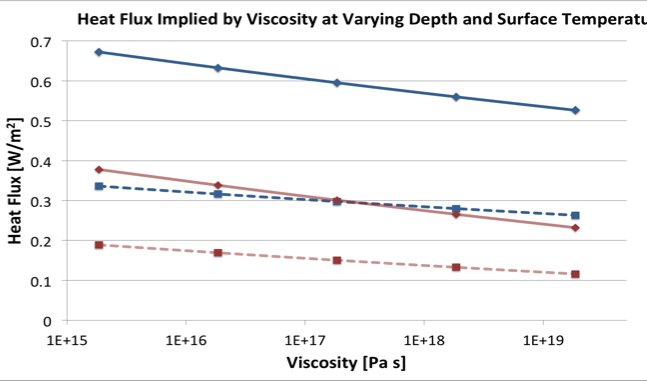 Heat Flux Implied by Viscosity at Varying Depth and Surface
0.7
0.6
0.5
0.4
0.3
0.2
0.1
0
Heat Flux [W/m²]
1E+15 1E+16 1E+17 1E+18 1E+19
Viscosity [Pa s]